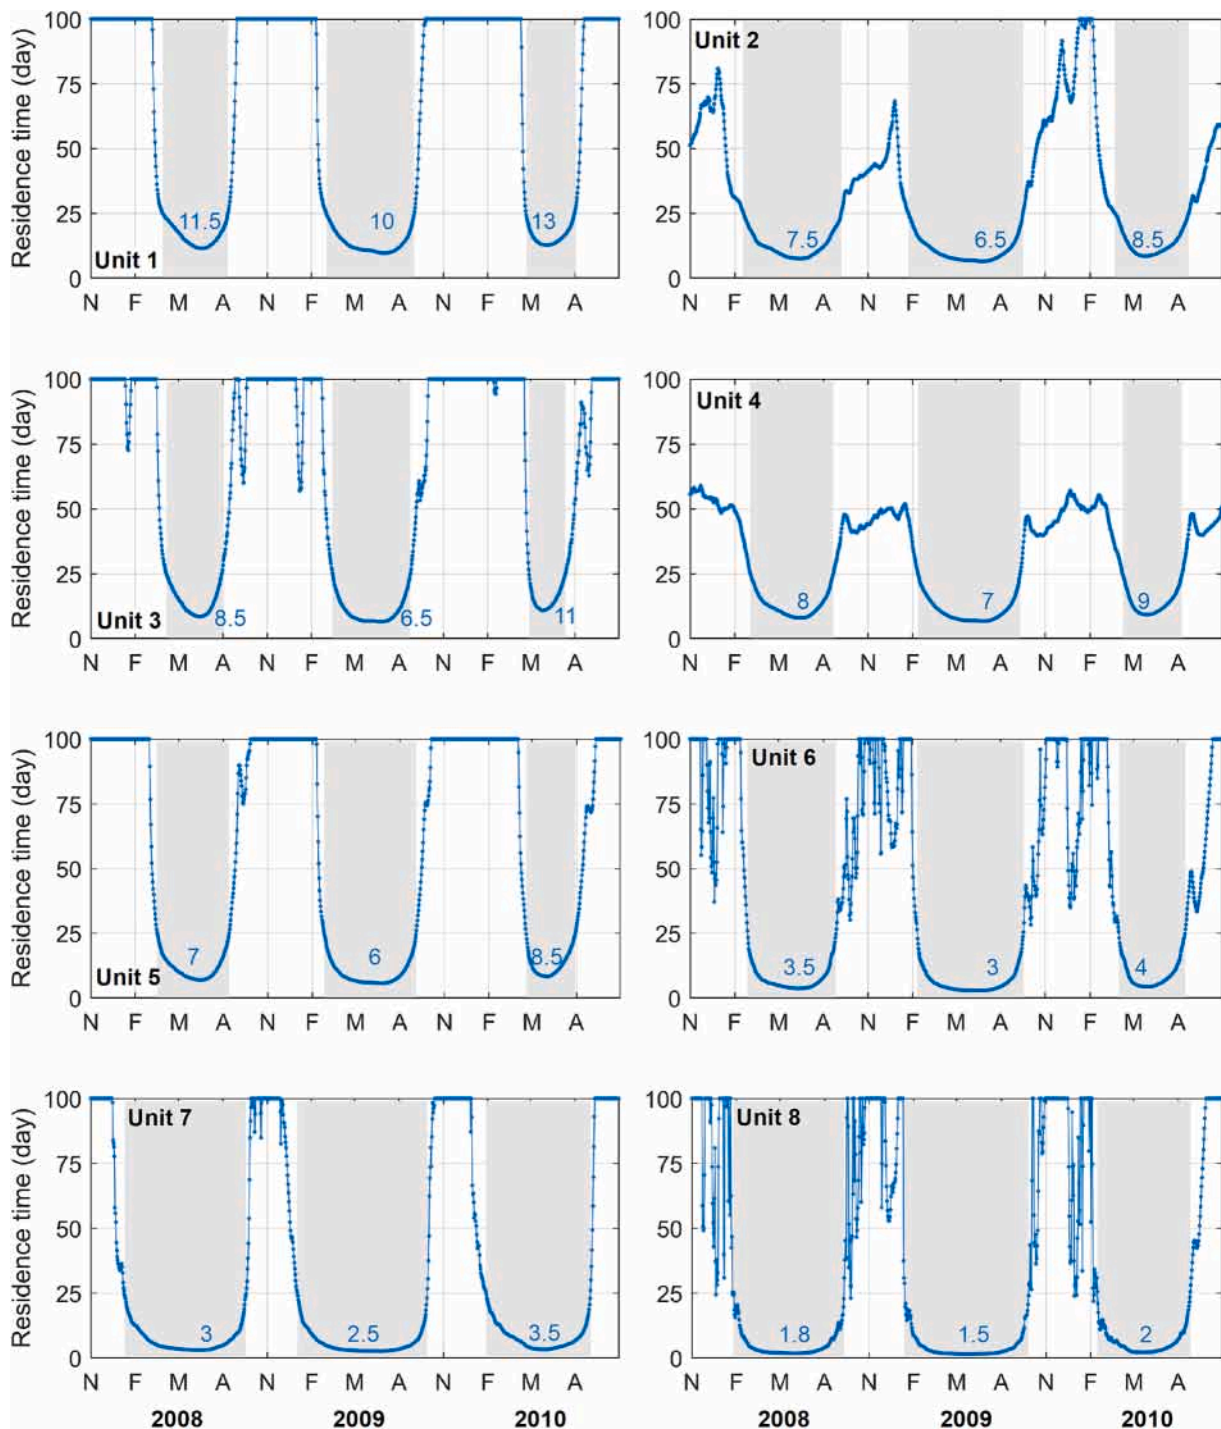 Residence time (day)
100
75
50
25
0
11.5
10
13
Unit 1
N F M A N F M A N F M A
100
75
50
25
0
Unit 2
7.5
6.5
8.5
N F M A N F M A N F M A
Residence time (day)
100
75
50
25
0
8.5
6.5
11
Unit 3
N F M A N F M A N F M A
100
75
50
25
0
Unit 4
8
7
9
N F M A N F M A N F M A
Residence time (day)
100
75
50
25
0
7
6
8.5
Unit 5
N F M A N F M A N F M A
100
75
50
25
0
Unit 6
3.5
3
4
N F M A N F M A N F M A
Residence time (day)
100
75
50
25
0
Unit 7
3
2.5
3.5
N F M A N F M A N F M A
2008 2009 2010
100
75
50
25
0
Unit 8
1.8
1.5
2
N F M A N F M A N F M A
2008 2009 2010